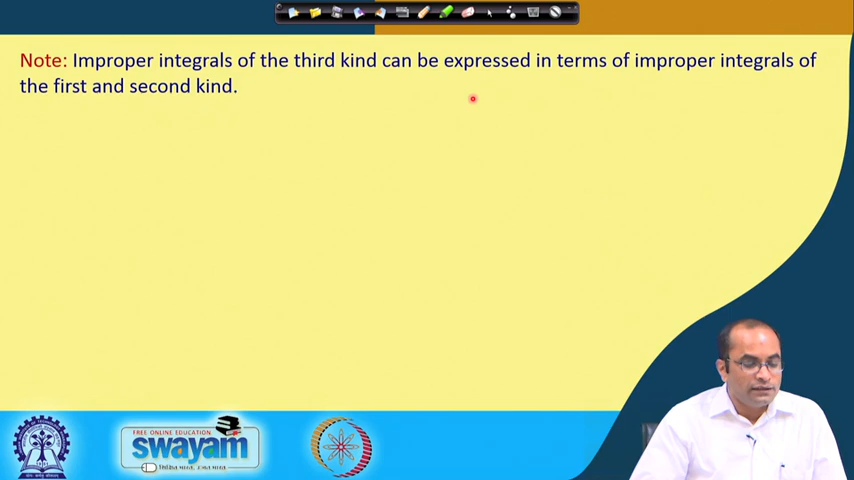 Note: Improper integrals of the third kind can be expressed in terms of improper integrals of
the first and second kind.
FREE ONLINE EDUCATION
swayam